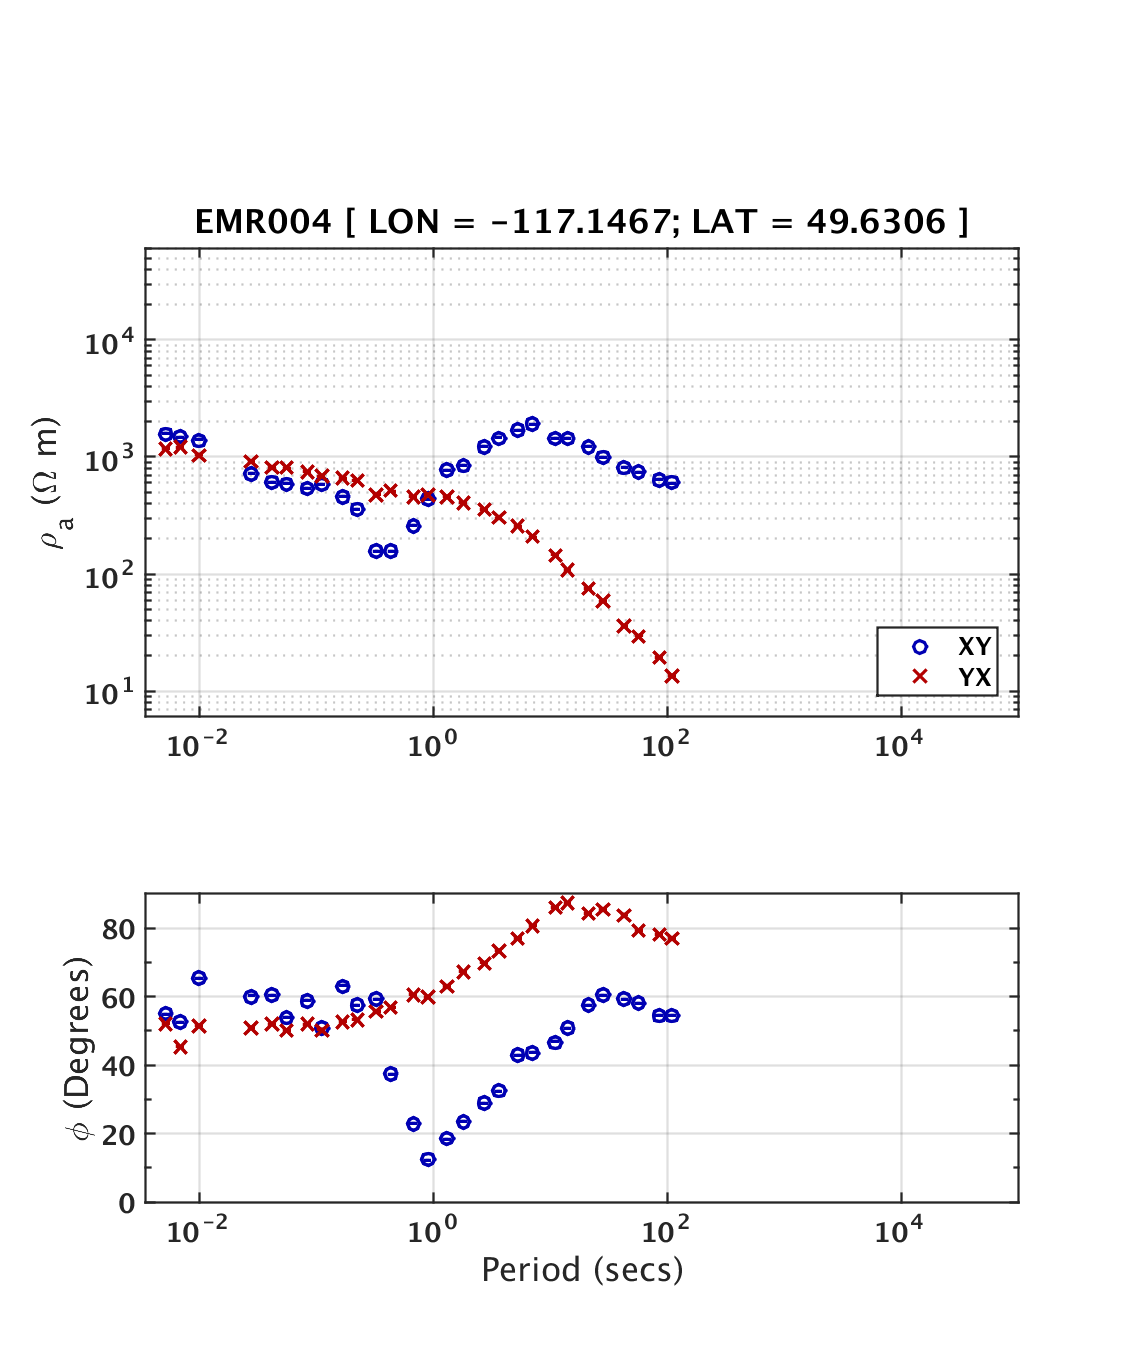 EMR004 [ LON = -117.1467; LAT = 49.6306 ]
ρa (Ω m)
10^4
10^3
10^2
10^1
XY
YX
10^-2 10^0 10^2 10^4
ϕ (Degrees)
80
60
40
20
0
10^-2 10^0 10^2 10^4
Period (secs)